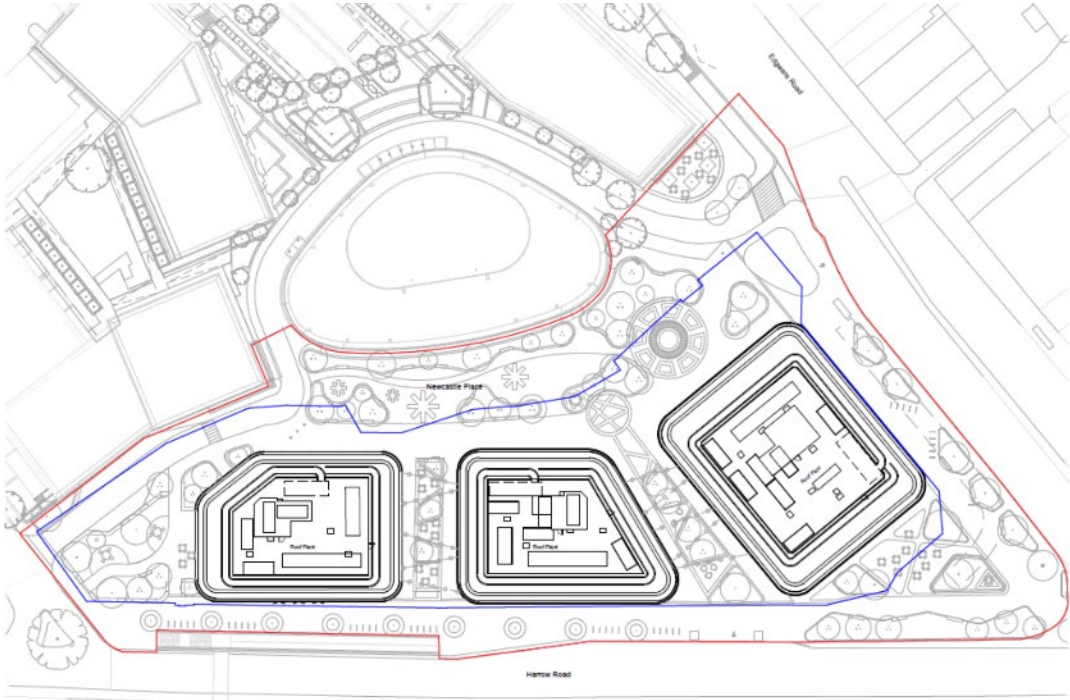 Edgware Road
Newcastle Place
Roof Plant
Roof Plant
Roof Plant
Harrow Road